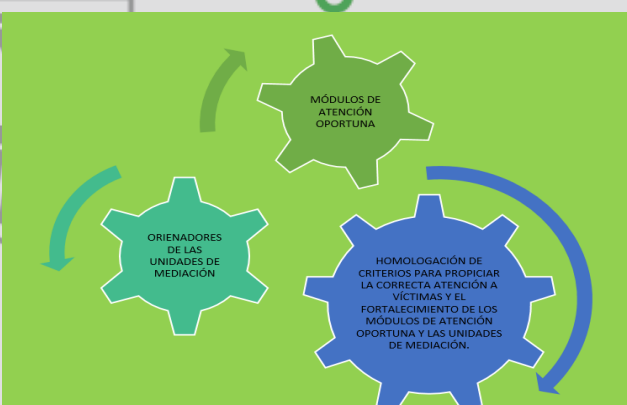 MÓDULOS DE
ATENCIÓN
OPORTUNA
ORIENADORES
DE LAS
UNIDADES DE
MEDIACIÓN
HOMOLOGACIÓN DE
CRITERIOS PARA PROPICIAR
LA CORRECTA ATENCIÓN A
VÍCTIMAS Y EL
FORTALECIMIENTO DE LOS
MÓDULOS DE ATENCIÓN
OPORTUNA Y LAS UNIDADES
DE MEDIACIÓN.